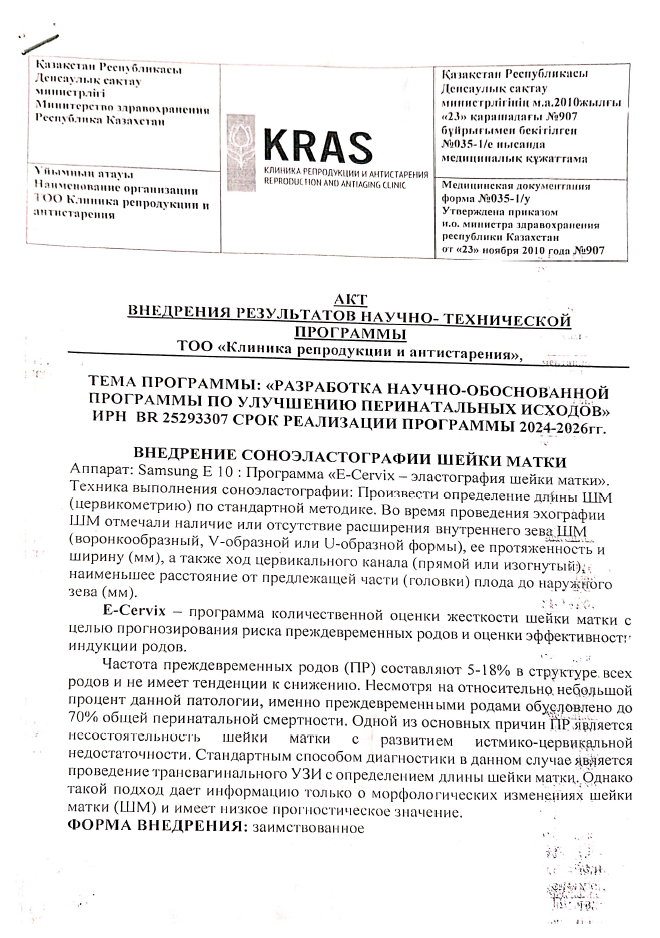 Қазақстан Республикасы
Денсаулық сақтау
министрлігі
Министерство здравохранения
Республика Казахстан
Ұйымның атауы
Наименование организации
ТОО Клиника репродукции и
антистарения
KRAS
КЛИНИКА РЕПРОДУКЦИИ И АНТИСТАРЕНИЯ
REPRODUCTION AND ANTIAGING CLINIC
Қазақстан Республикасы
Денсаулық сақтау
министрлігінің м.а.2010жылғы
«23» қарашадағы №907
бұйрығымен бекітілген
№035-1/е нысанда
медициналық құжаттама
Медицинская документация
форма №035-1/у
Утверждена приказом
и.о. министра здравохранения
республики Казахстан
от «23» ноября 2010 года №907
АКТ
ВНЕДРЕНИЯ РЕЗУЛЬТАТОВ НАУЧНО- ТЕХНИЧЕСКОЙ
ПРОГРАММЫ
ТОО «Клиника репродукции и антистарения»,
ТЕМА ПРОГРАММЫ: «РАЗРАБОТКА НАУЧНО-ОБОСНОВАННОЙ
ПРОГРАММЫ ПО УЛУЧШЕНИЮ ПЕРИНАТАЛЬНЫХ ИСХОДОВ»
ИРН BR 25293307 СРОК РЕАЛИЗАЦИИ ПРОГРАММЫ 2024-2026гг.
ВНЕДРЕНИЕ СОНОЭЛАСТОГРАФИИ ШЕЙКИ МАТКИ
Аппарат: Samsung E 10 : Программа «E-Cervix – эластография шейки матки».
Техника выполнения соноэластографии: Произвести определение длины ШМ
(цервикометрию) по стандартной методике. Во время проведения эхографии
ШМ отмечали наличие или отсутствие расширения внутреннего зева ШМ
(воронкообразный, V-образной или U-образной формы), ее протяженность и
ширину (мм), а также ход цервикального канала (прямой или изогнутый),
наименьшее расстояние от предлежащей части (головки) плода до наружного
зева (мм).
E-Cervix – программа количественной оценки жесткости шейки матки с
целью прогнозирования риска преждевременных родов и оценки эффективности
индукции родов.
Частота преждевременных родов (ПР) составляют 5-18% в структуре всех
родов и не имеет тенденции к снижению. Несмотря на относительно небольшой
процент данной патологии, именно преждевременными родами обусловлено до
70% общей перинатальной смертности. Одной из основных причин ПР является
несостоятельность шейки матки с развитием истмико-цервикальной
недостаточности. Стандартным способом диагностики в данном случае является
проведение трансвагинального УЗИ с определением длины шейки матки. Однако
такой подход дает информацию только о морфологических изменениях шейки
матки (ШМ) и имеет низкое прогностическое значение.
ФОРМА ВНЕДРЕНИЯ: заимствованное